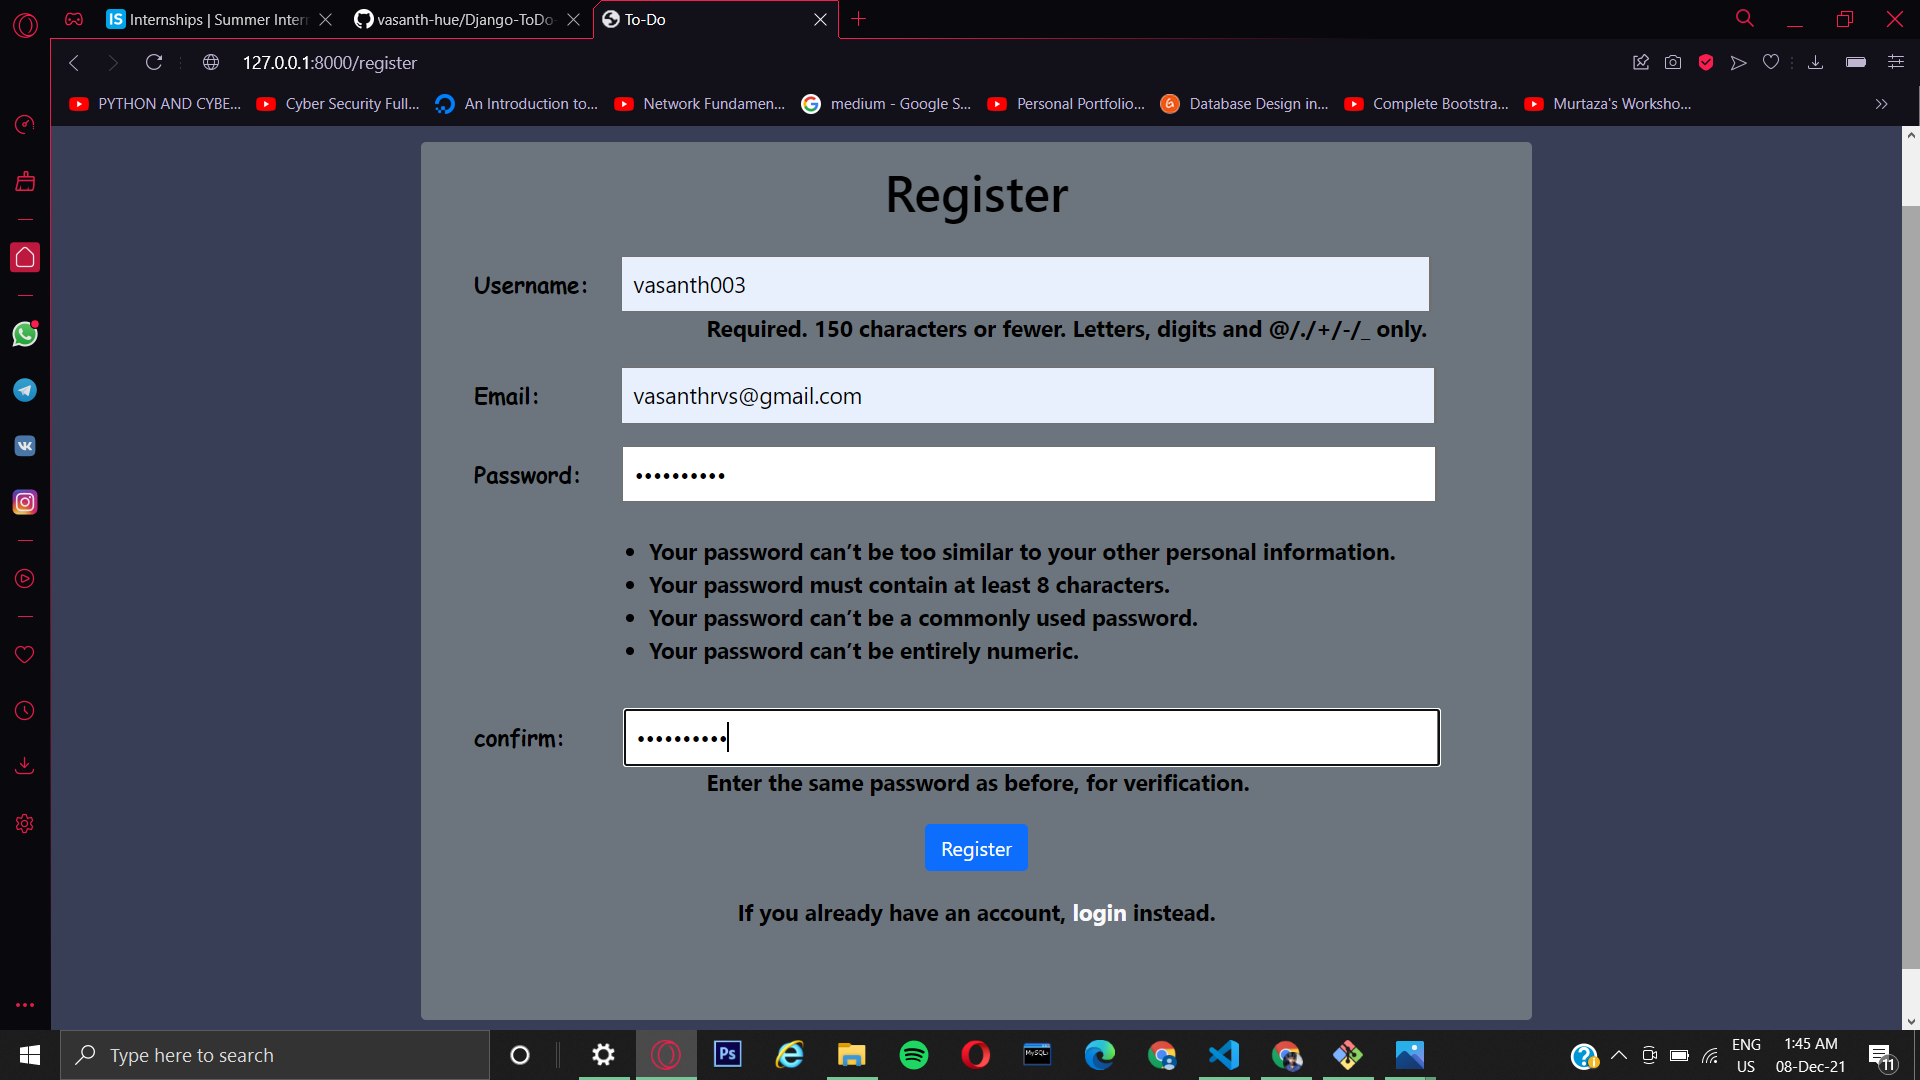 Internships | Summer Inter
vasanth-hue/Django-ToDo-
To-Do
127.0.0.1:8000/register
PYTHON AND CYBE...
Cyber Security Full...
An Introduction to...
Network Fundamen...
medium - Google S...
Personal Portfolio...
Database Design in...
Complete Bootstra...
Murtaza's Worksho...
Register
Username:
vasanth003
Required. 150 characters or fewer. Letters, digits and @/./+/-/_ only.
Email:
vasanthrvs@gmail.com
Password:
••••••••••
• Your password can’t be too similar to your other personal information.
• Your password must contain at least 8 characters.
• Your password can’t be a commonly used password.
• Your password can’t be entirely numeric.
confirm:
••••••••••
Enter the same password as before, for verification.
Register
If you already have an account, login instead.
Type here to search
ENG
US
1:45 AM
08-Dec-21
11